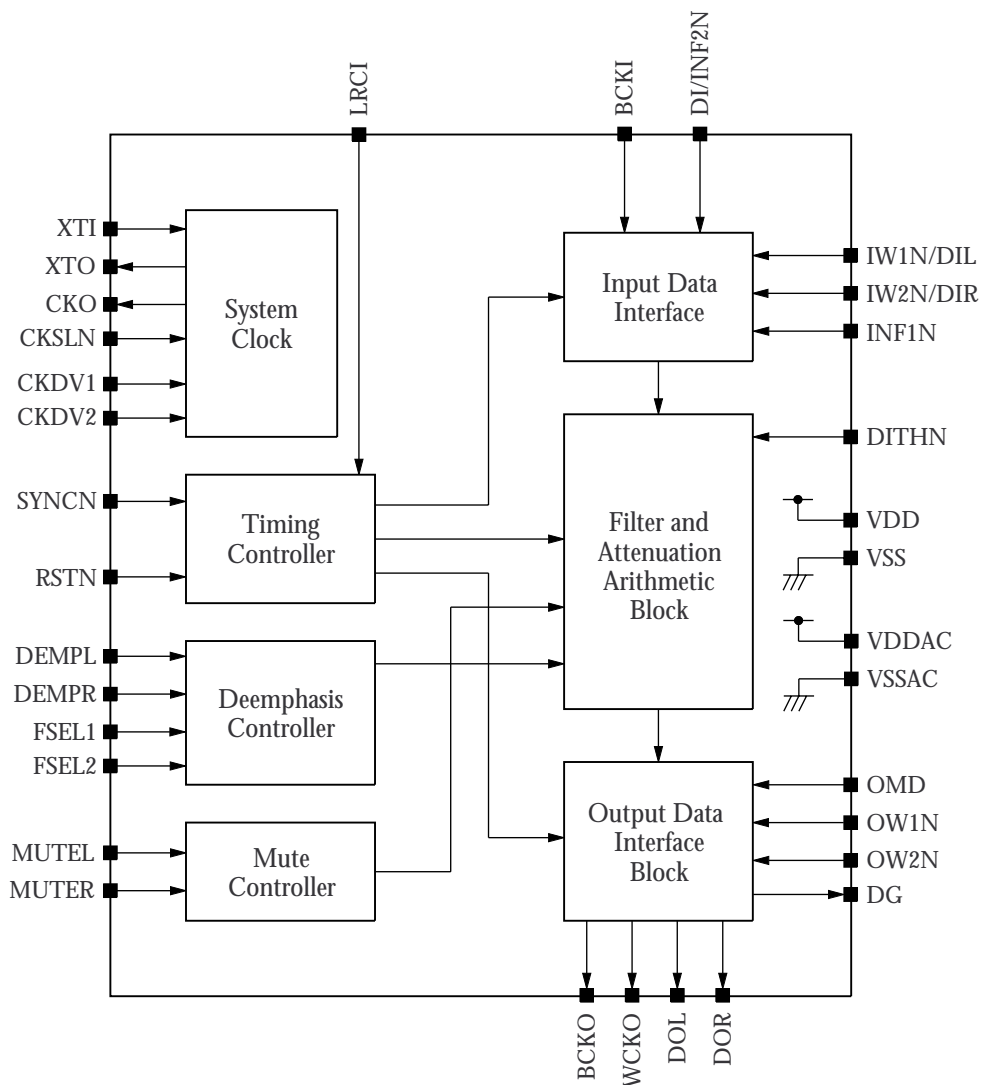 LRCI
BCKI
DI/INF2N
XTI
XTO
CKO
CKSLN
CKDV1
CKDV2
System
Clock
Input Data
Interface
IW1N/DIL
IW2N/DIR
INF1N
SYNCN
RSTN
Timing
Controller
Filter and
Attenuation
Arithmetic
Block
DITHN
VDD
VSS
VDDAC
VSSAC
DEMPL
DEMPR
FSEL1
FSEL2
Deemphasis
Controller
MUTEL
MUTER
Mute
Controller
Output Data
Interface
Block
OMD
OW1N
OW2N
DG
BCKO
WCKO
DOL
DOR